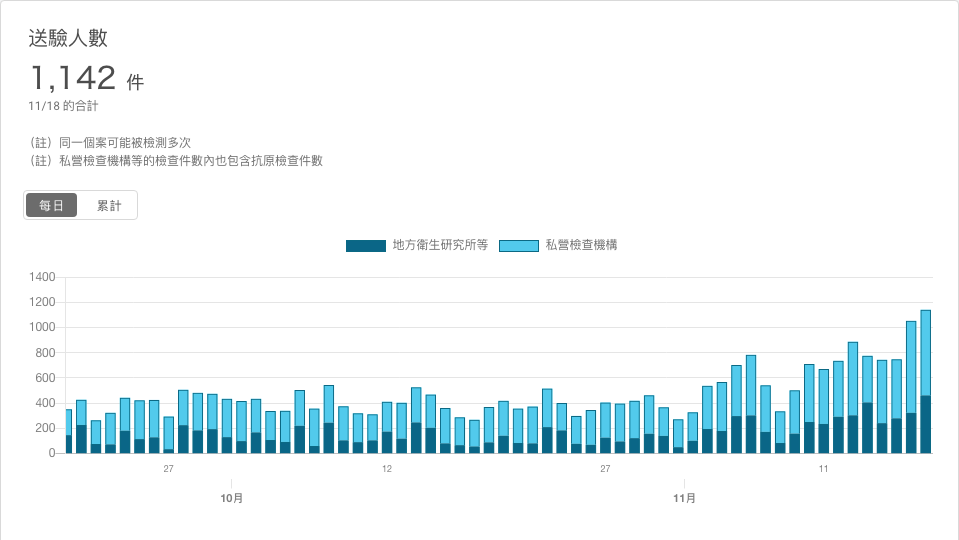 送驗人數
1,142 件
11/18 的合計
（註）同一個案可能被檢測多次
（註）私營檢查機構等的檢查件數內也包含抗原檢查件數
每日 累計
地方衛生研究所等 私營檢查機構
1400
1200
1000
800
600
400
200
0
27 12 27 11
10月 11月